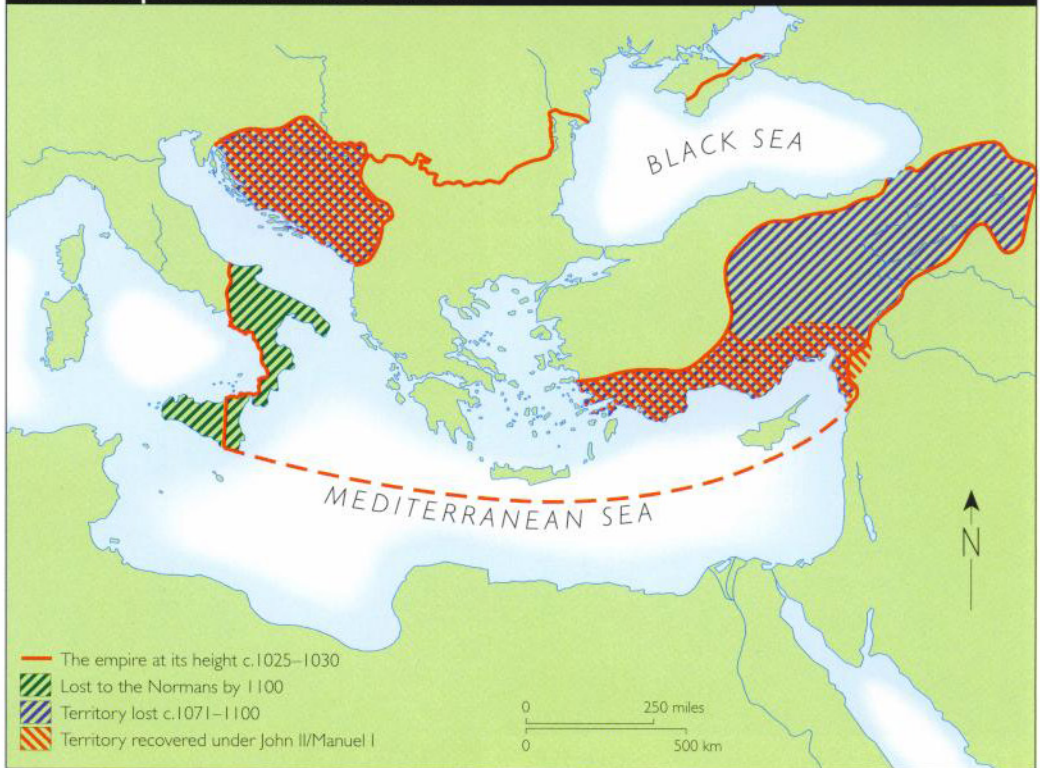 BLACK SEA
MEDITERRANEAN SEA
N
The empire at its height c.1025–1030
Lost to the Normans by 1100
Territory lost c.1071–1100
Territory recovered under John II/Manuel I
0 250 miles
0 500 km